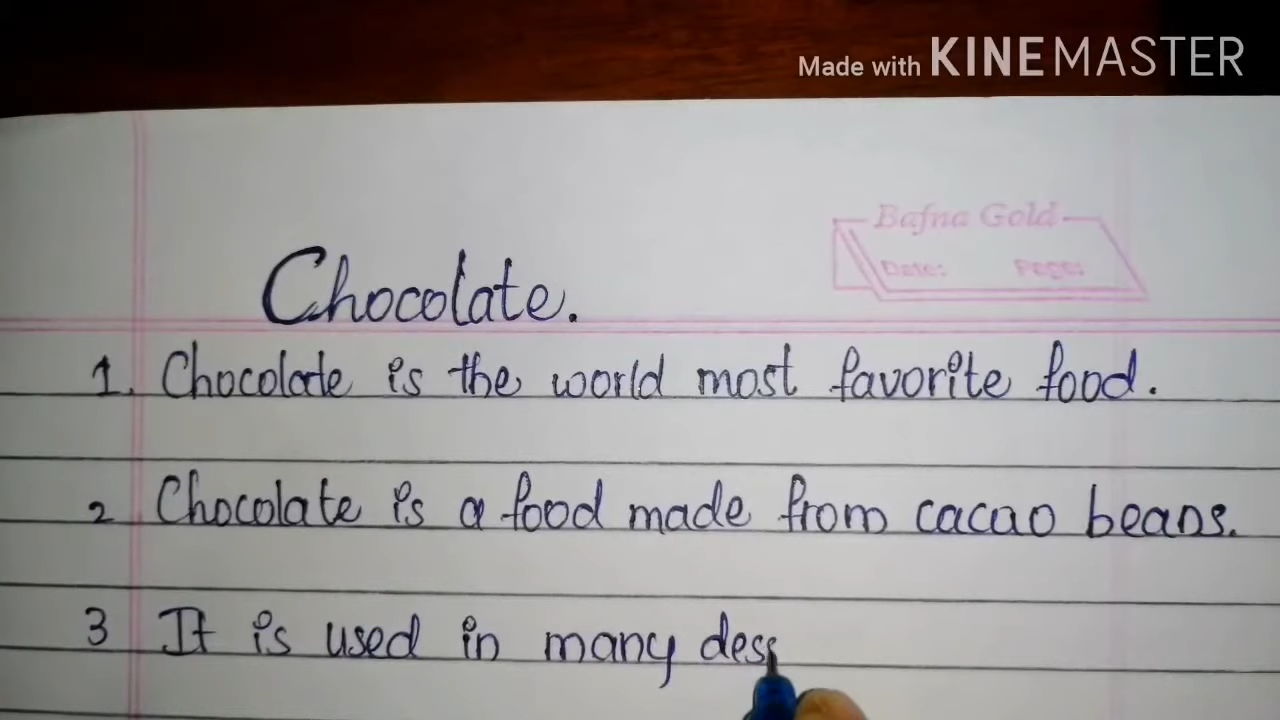 Made with KINEMASTER
Bafna Gold
Date: Page:
Chocolate.
1. Chocolate is the world most favorite food.
2 Chocolate is a food made from cacao beans.
3 It is used in many dess